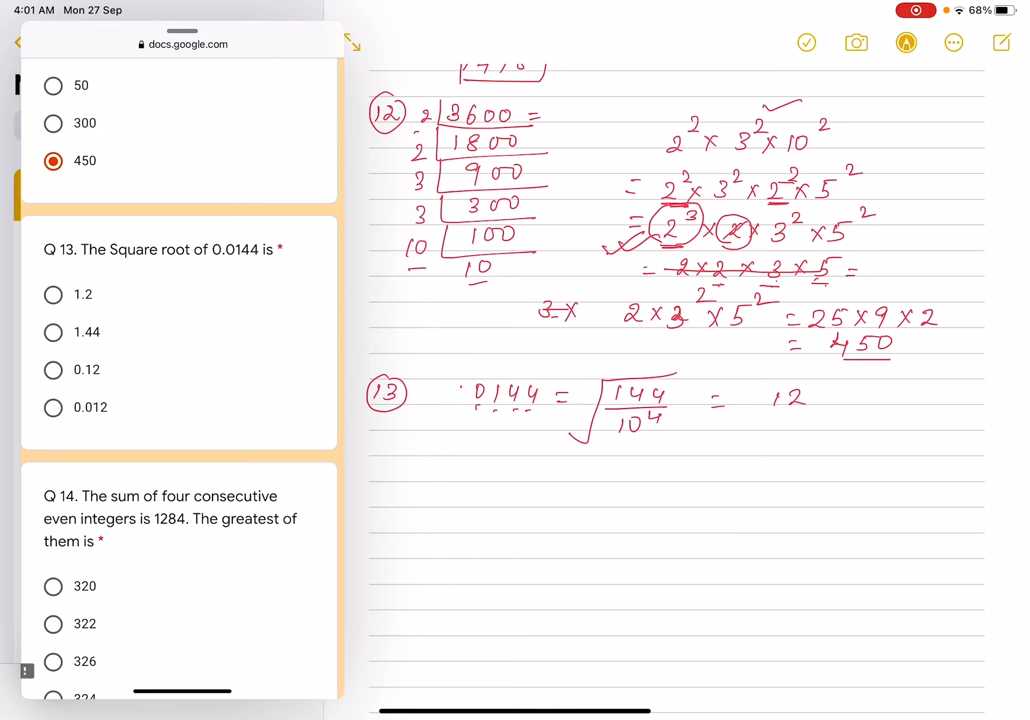 4:01 AM Mon 27 Sep
68%
docs.google.com
50
300
450
Q 13. The Square root of 0.0144 is *
1.2
1.44
0.12
0.012
Q 14. The sum of four consecutive
even integers is 1284. The greatest of
them is *
320
322
326
324
(12) 2 | 3600 =
2 | 1800
3 | 900
3 | 300
10 | 100
10
2² × 3² × 10²
= 2² × 3² × 2² × 5²
= 2³ × 2 × 3² × 5²
= 2 × 2 × 3 × 5 =
2 × 3² × 5² = 25 × 9 × 2
= 450
(13) .0144 = √144/10⁴ = 12